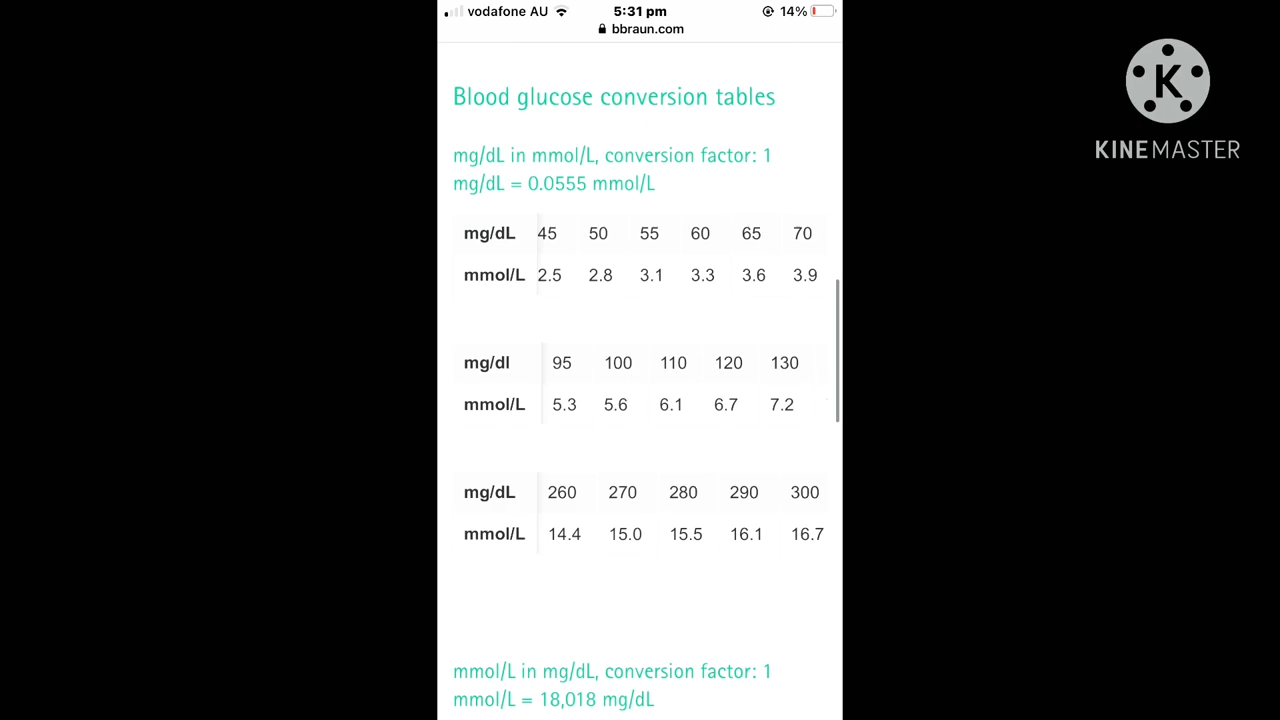 vodafone AU 5:31 pm 14%
bbraun.com
K
KINEMASTER
Blood glucose conversion tables
mg/dL in mmol/L, conversion factor: 1
mg/dL = 0.0555 mmol/L
mg/dL 45 50 55 60 65 70
mmol/L 2.5 2.8 3.1 3.3 3.6 3.9
mg/dl 95 100 110 120 130
mmol/L 5.3 5.6 6.1 6.7 7.2
mg/dL 260 270 280 290 300
mmol/L 14.4 15.0 15.5 16.1 16.7
mmol/L in mg/dL, conversion factor: 1
mmol/L = 18,018 mg/dL